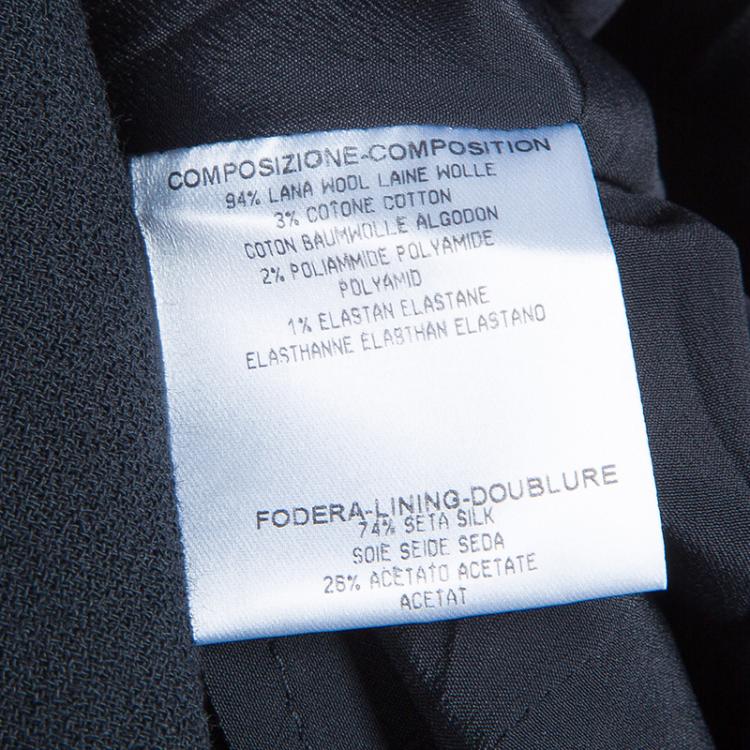 COMPOSIZIONE-COMPOSITION
94% LANA WOOL LAINE WOLLE
3% COTONE COTTON
COTON BAUMWOLLE ALGODON
2% POLIAMMIDE POLYAMIDE
POLYAMID
1% ELASTAN ELASTANE
ELASTHANNE ELASTHAN ELASTANO
FODERA-LINING-DOUBLURE
74% SETA SILK
SOIE SEIDE SEDA
26% ACETATO ACETATE
ACETAT